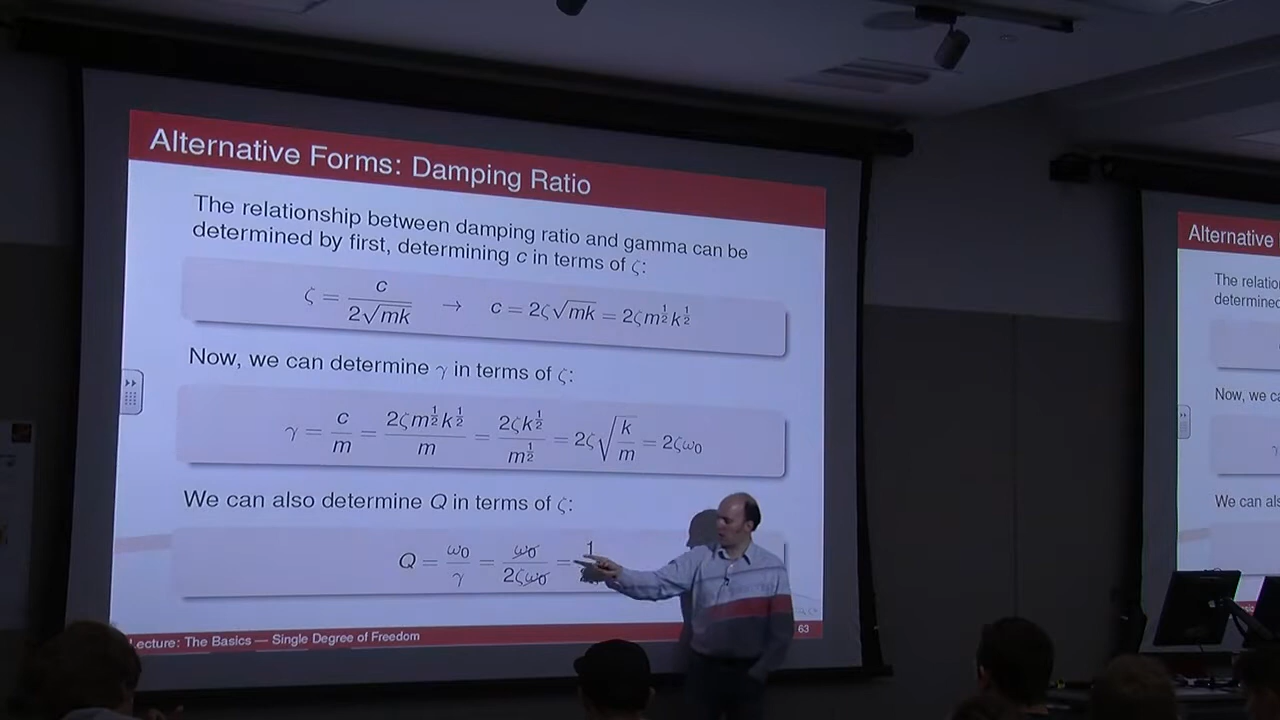 Alternative Forms: Damping Ratio
The relationship between damping ratio and gamma can be
determined by first, determining c in terms of ζ:
ζ = c / 2√mk → c = 2ζ√mk = 2ζm^½k^½
Now, we can determine γ in terms of ζ:
γ = c / m = 2ζm^½k^½ / m = 2ζk^½ / m^½ = 2ζ√(k/m) = 2ζω₀
We can also determine Q in terms of ζ:
Q = ω₀ / γ = ω₀ / 2ζω₀ = 1
Lecture: The Basics — Single Degree of Freedom
63
Alternative
The
determined
Now, we
We can